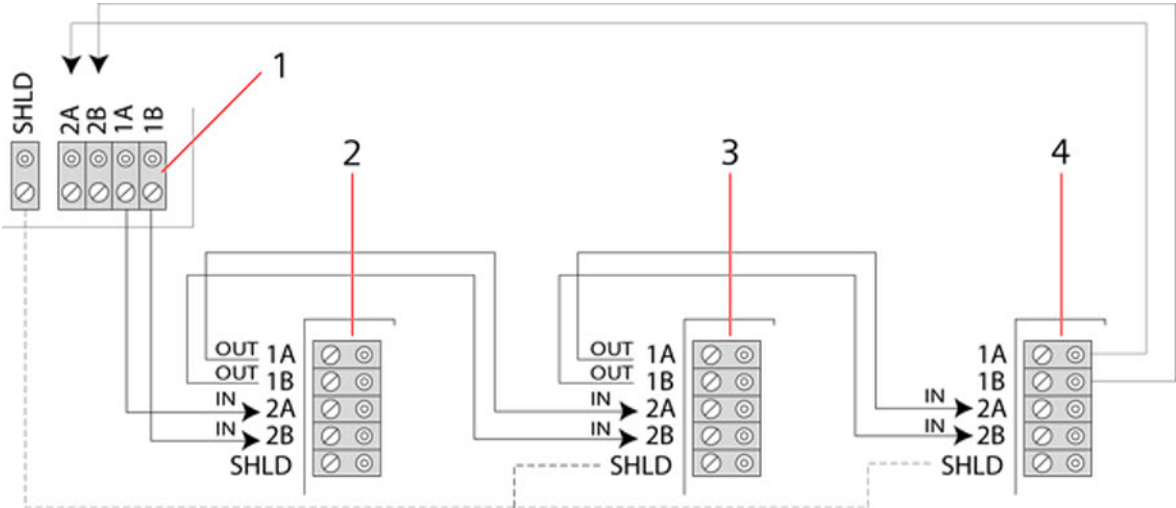 1
SHLD
2A
2B
1A
1B
2
3
4
OUT 1A
OUT 1B
IN 2A
IN 2B
SHLD
OUT 1A
OUT 1B
IN 2A
IN 2B
SHLD
1A
1B
IN 2A
IN 2B
SHLD